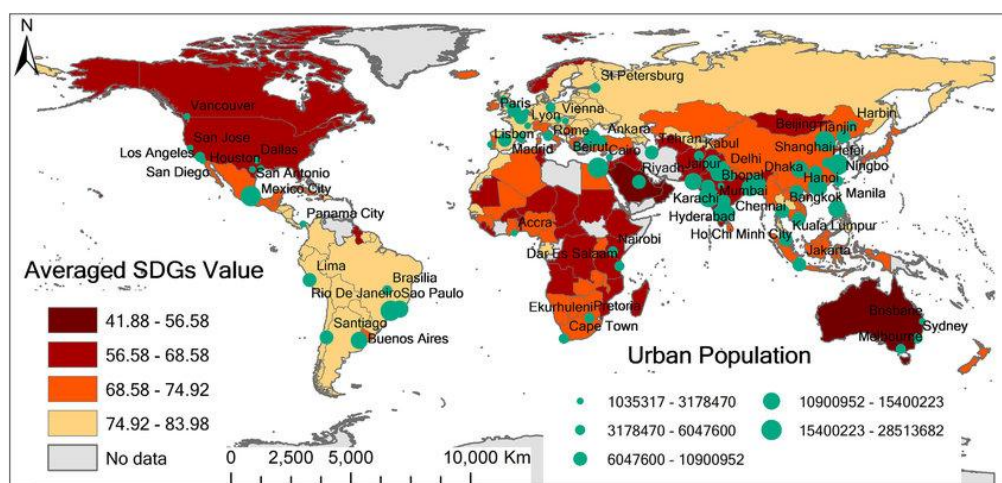 N
St Petersburg
Vancouver
Paris
Lyon
Vienna
Harbin
San Jose
Dallas
Lisbon
Rome
Ankara
Tehran
Kabul
Beijing
Tianjin
Los Angeles
Houston
Madrid
Beirut
Cairo
Shanghai
Hefei
San Diego
San Antonio
Riyadh
Jaipur
Delhi
Dhaka
Ningbo
Mexico City
Bhopal
Hanoi
Karachi
Mumbai
Manila
Panama City
Accra
Hyderabad
Chennai
Bangkok
Nairobi
Ho Chi Minh City
Kuala Lumpur
Lima
Brasilia
Dar Es Salaam
Jakarta
Rio De Janeiro
Sao Paulo
Ekurhuleni
Pretoria
Bosbene
Santiago
Cape Town
Sydney
Buenos Aires
Melbourne
Averaged SDGs Value
41.88 - 56.58
56.58 - 68.58
68.58 - 74.92
74.92 - 83.98
No data
0
2,500
5,000
10,000 Km
Urban Population
1035317 - 3178470
3178470 - 6047600
6047600 - 10900952
10900952 - 15400223
15400223 - 28513682